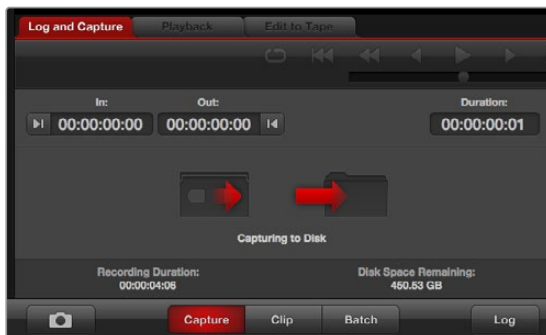 Log and Capture Playback Edit to Tape
In: Out: Duration:
00:00:00:00 00:00:00:00 00:00:00:01
Capturing to Disk
Recording Duration: Disk Space Remaining:
00:00:04:06 450.53 GB
Capture Clip Batch Log